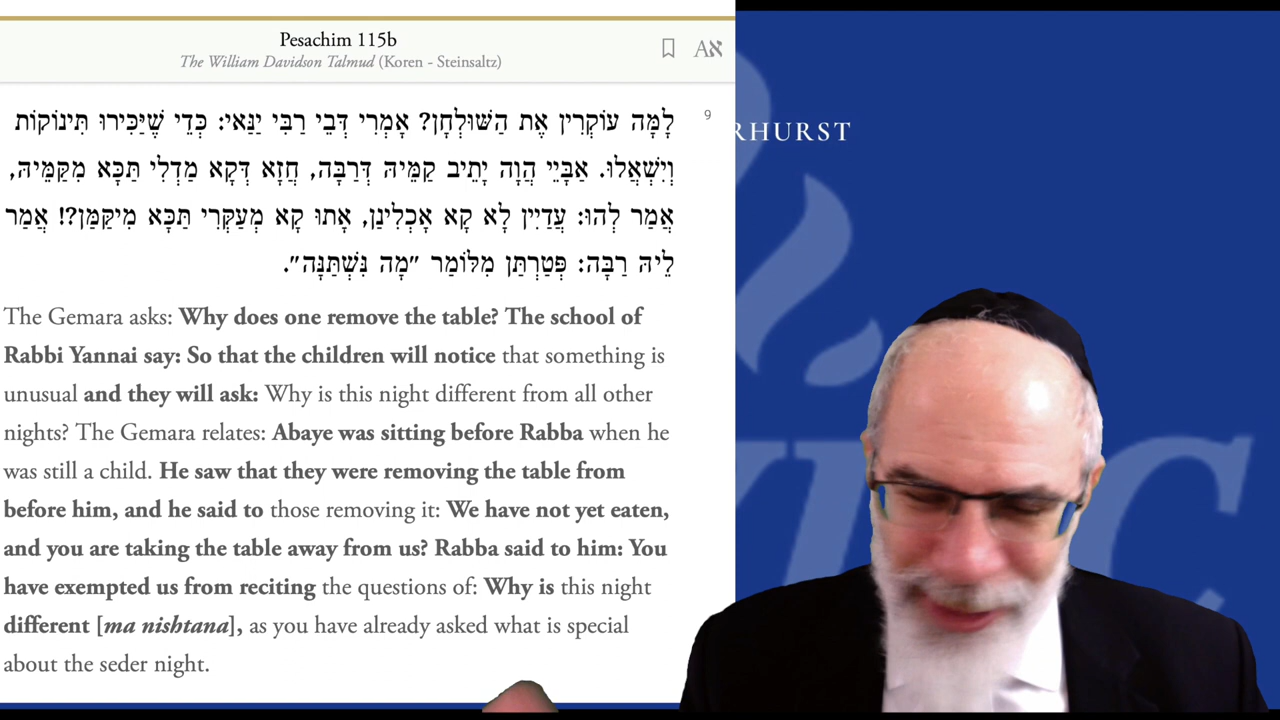 Pesachim 115b
The William Davidson Talmud (Koren - Steinsaltz)
Aא
9
לָמָּה עוֹקְרִין אֶת הַשּׁוּלְחָן? אָמְרִי דְּבֵי רַבִּי יַנַּאי: כְּדֵי שֶׁיַּכִּירוּ תִּינוֹקוֹת
וְיִשְׁאֲלוּ. אַבָּיֵי הֲוָה יָתֵיב קַמֵּיהּ דְּרַבָּה, חֲזָא דְּקָא מַדְלִי תַּכָּא מִקַּמֵּיהּ,
אֲמַר לְהוּ: עֲדַיִין לָא קָא אָכְלִינַן, אָתוּ קָא מְעַקְּרִי תַּכָּא מִיקַּמַּן?! אֲמַר
לֵיהּ רַבָּה: פְּטַרְתַּן מִלּוֹמַר ״מָה נִּשְׁתַּנָּה״.
The Gemara asks: Why does one remove the table? The school of
Rabbi Yannai say: So that the children will notice that something is
unusual and they will ask: Why is this night different from all other
nights? The Gemara relates: Abaye was sitting before Rabba when he
was still a child. He saw that they were removing the table from
before him, and he said to those removing it: We have not yet eaten,
and you are taking the table away from us? Rabba said to him: You
have exempted us from reciting the questions of: Why is this night
different [ma nishtana], as you have already asked what is special
about the seder night.
RHURST